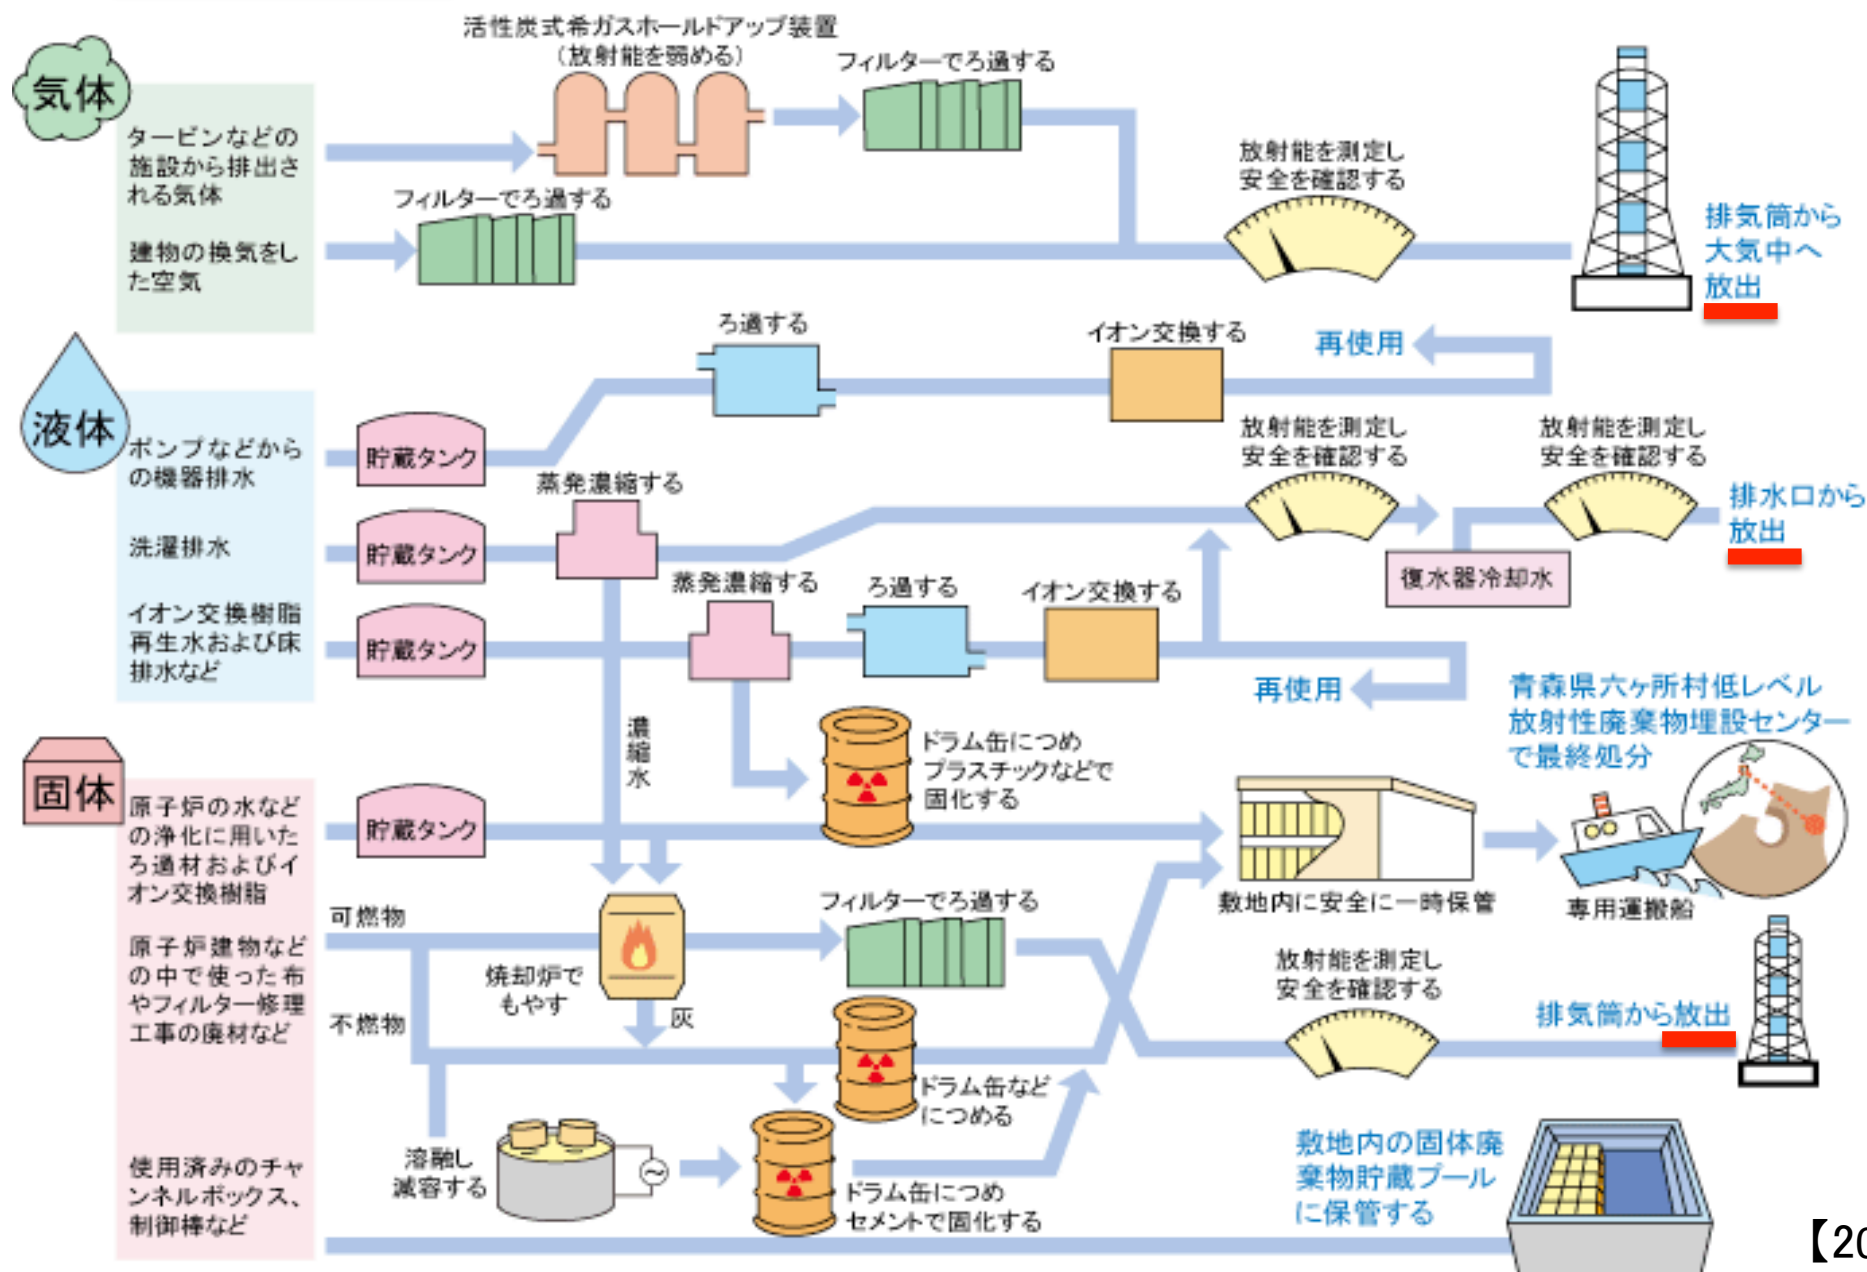 気体
タービンなどの
施設から排出さ
れる気体
建物の換気をし
た空気
活性炭式希ガスホールドアップ装置
(放射能を弱める)
フィルターでろ過する
フィルターでろ過する
放射能を測定し
安全を確認する
排気筒から
大気中へ
放出
液体
ポンプなどから
の機器排水
洗濯排水
イオン交換樹脂
再生水および床
排水など
貯蔵タンク
ろ過する
イオン交換する
再使用
貯蔵タンク
蒸発濃縮する
放射能を測定し
安全を確認する
放射能を測定し
安全を確認する
排水口から
放出
復水器冷却水
貯蔵タンク
蒸発濃縮する
ろ過する
イオン交換する
再使用
濃
縮
水
ドラム缶につめ
プラスチックなどで
固化する
青森県六ヶ所村低レベル
放射性廃棄物埋設センター
で最終処分
固体
原子炉の水など
の浄化に用いた
ろ過材およびイ
オン交換樹脂
原子炉建物など
の中で使った布
やフィルター修理
工事の廃材など
使用済みのチャ
ンネルボックス、
制御棒など
貯蔵タンク
敷地内に安全に一時保管
専用運搬船
可燃物
焼却炉で
もやす
フィルターでろ過する
放射能を測定し
安全を確認する
排気筒から放出
不燃物
灰
ドラム缶など
につめる
溶融し
減容する
ドラム缶につめ
セメントで固化する
敷地内の固体廃
棄物貯蔵プール
に保管する
【20